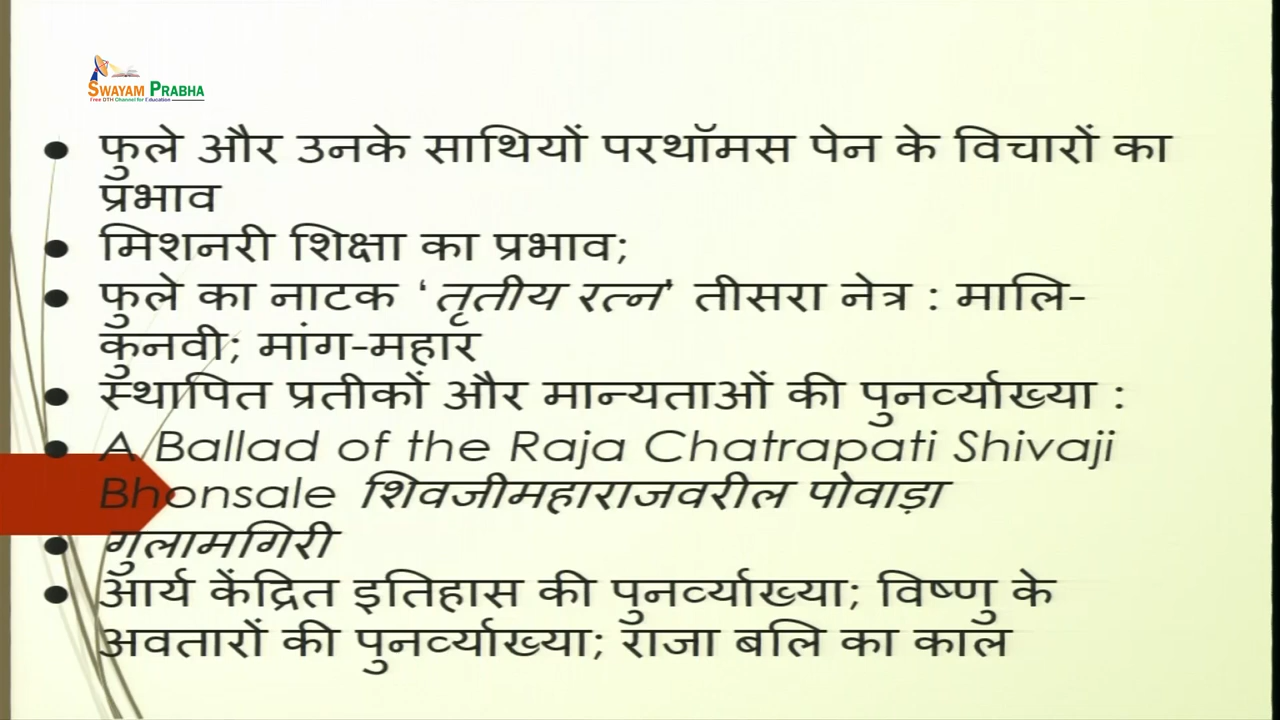 SWAYAM PRABHA
Free DTH Channel for Education
• फुले और उनके साथियों परथॉमस पेन के विचारों का
प्रभाव
• मिशनरी शिक्षा का प्रभाव;
• फुले का नाटक ‘तृतीय रत्न’ तीसरा नेत्र : मालि-
कुनवी; मांग-महार
• स्थापित प्रतीकों और मान्यताओं की पुनर्व्याख्या :
• A Ballad of the Raja Chatrapati Shivaji
Bhonsale शिवजीमहाराजवरील पोवाड़ा
• गुलामगिरी
• आर्य केंद्रित इतिहास की पुनर्व्याख्या; विष्णु के
अवतारों की पुनर्व्याख्या; राजा बलि का काल